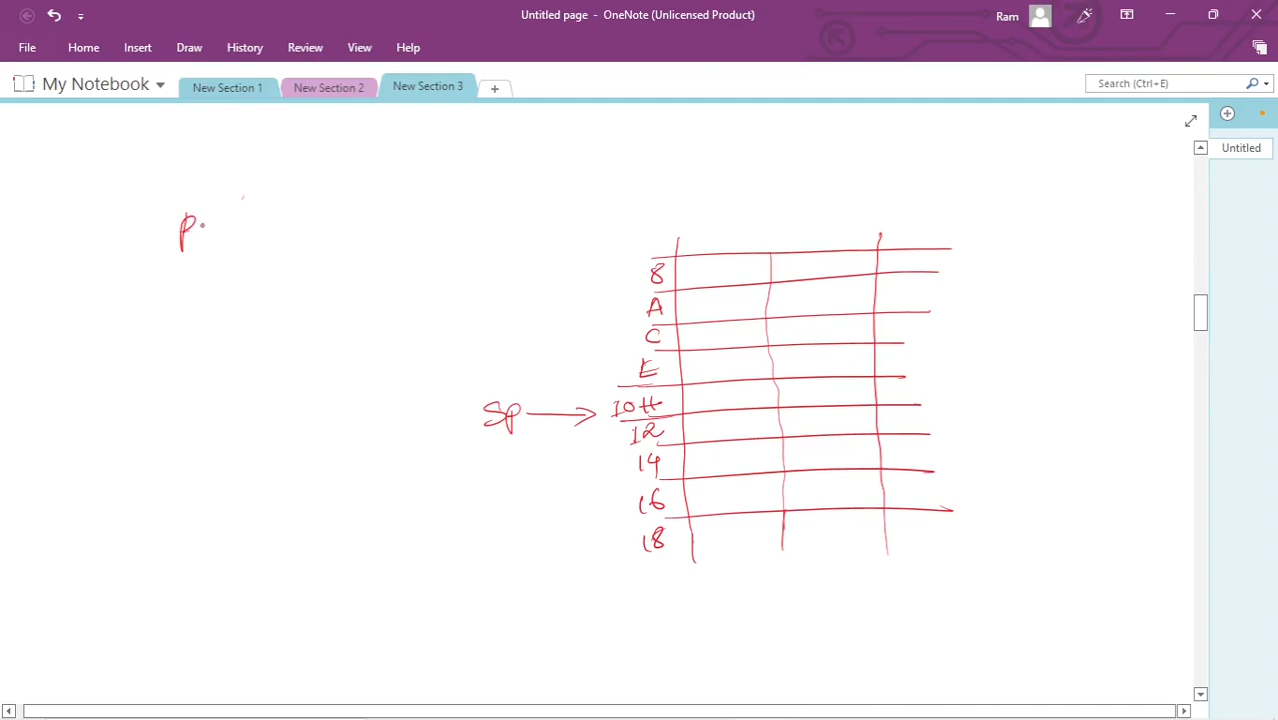 Untitled page - OneNote (Unlicensed Product)
Ram
File Home Insert Draw History Review View Help
My Notebook New Section 1 New Section 2 New Section 3
Search (Ctrl+E)
Untitled
P
8
A
C
E
SP 10H
12
14
16
18